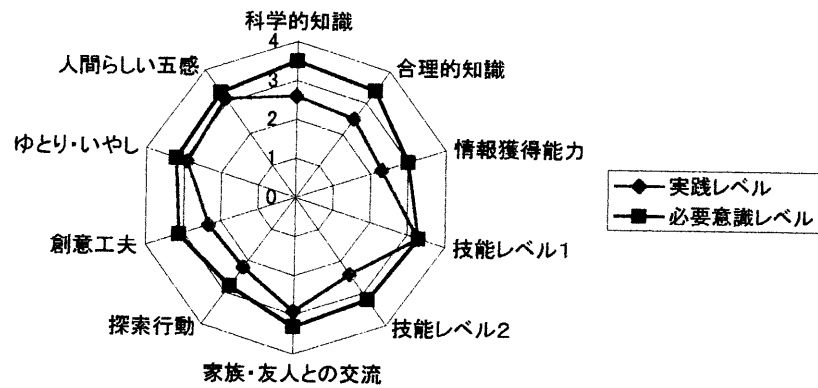 科学的知識
合理的知識
情報獲得能力
技能レベル1
技能レベル2
家族・友人との交流
探索行動
創意工夫
ゆとり・いやし
人間らしい五感
4
3
2
1
0
実践レベル
必要意識レベル